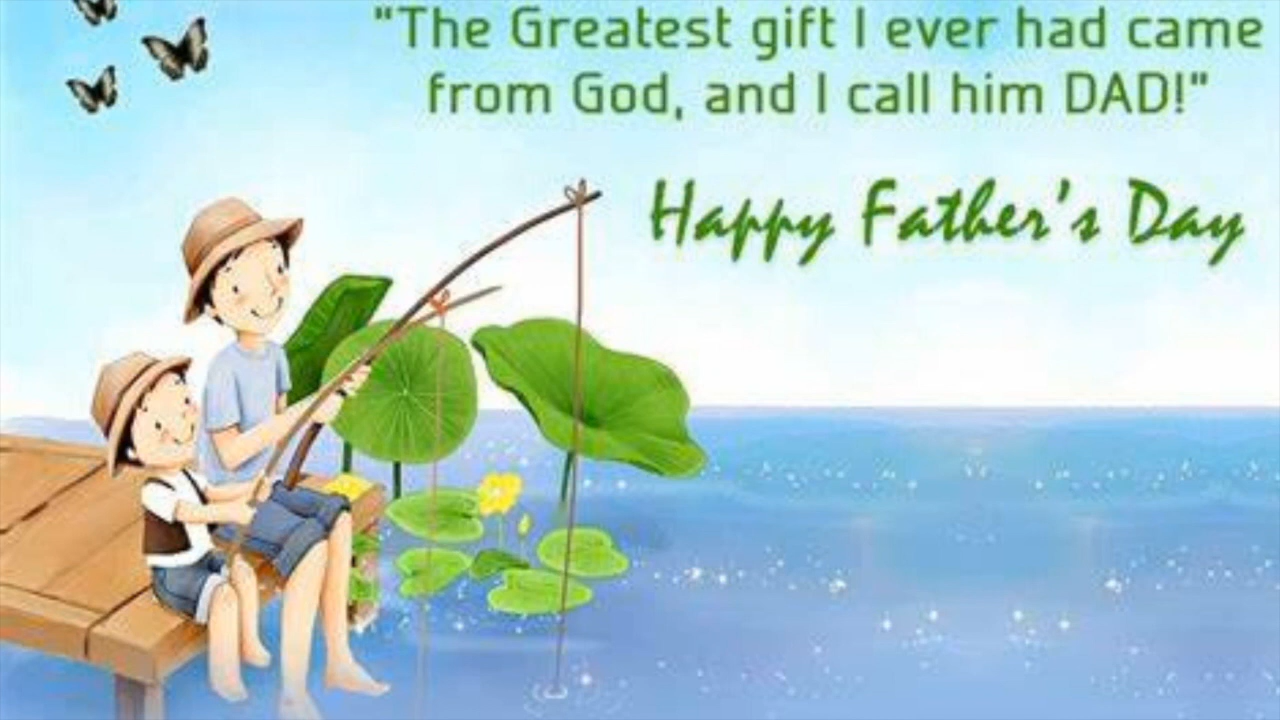 "The Greatest gift I ever had came
from God, and I call him DAD!"
Happy Father's Day